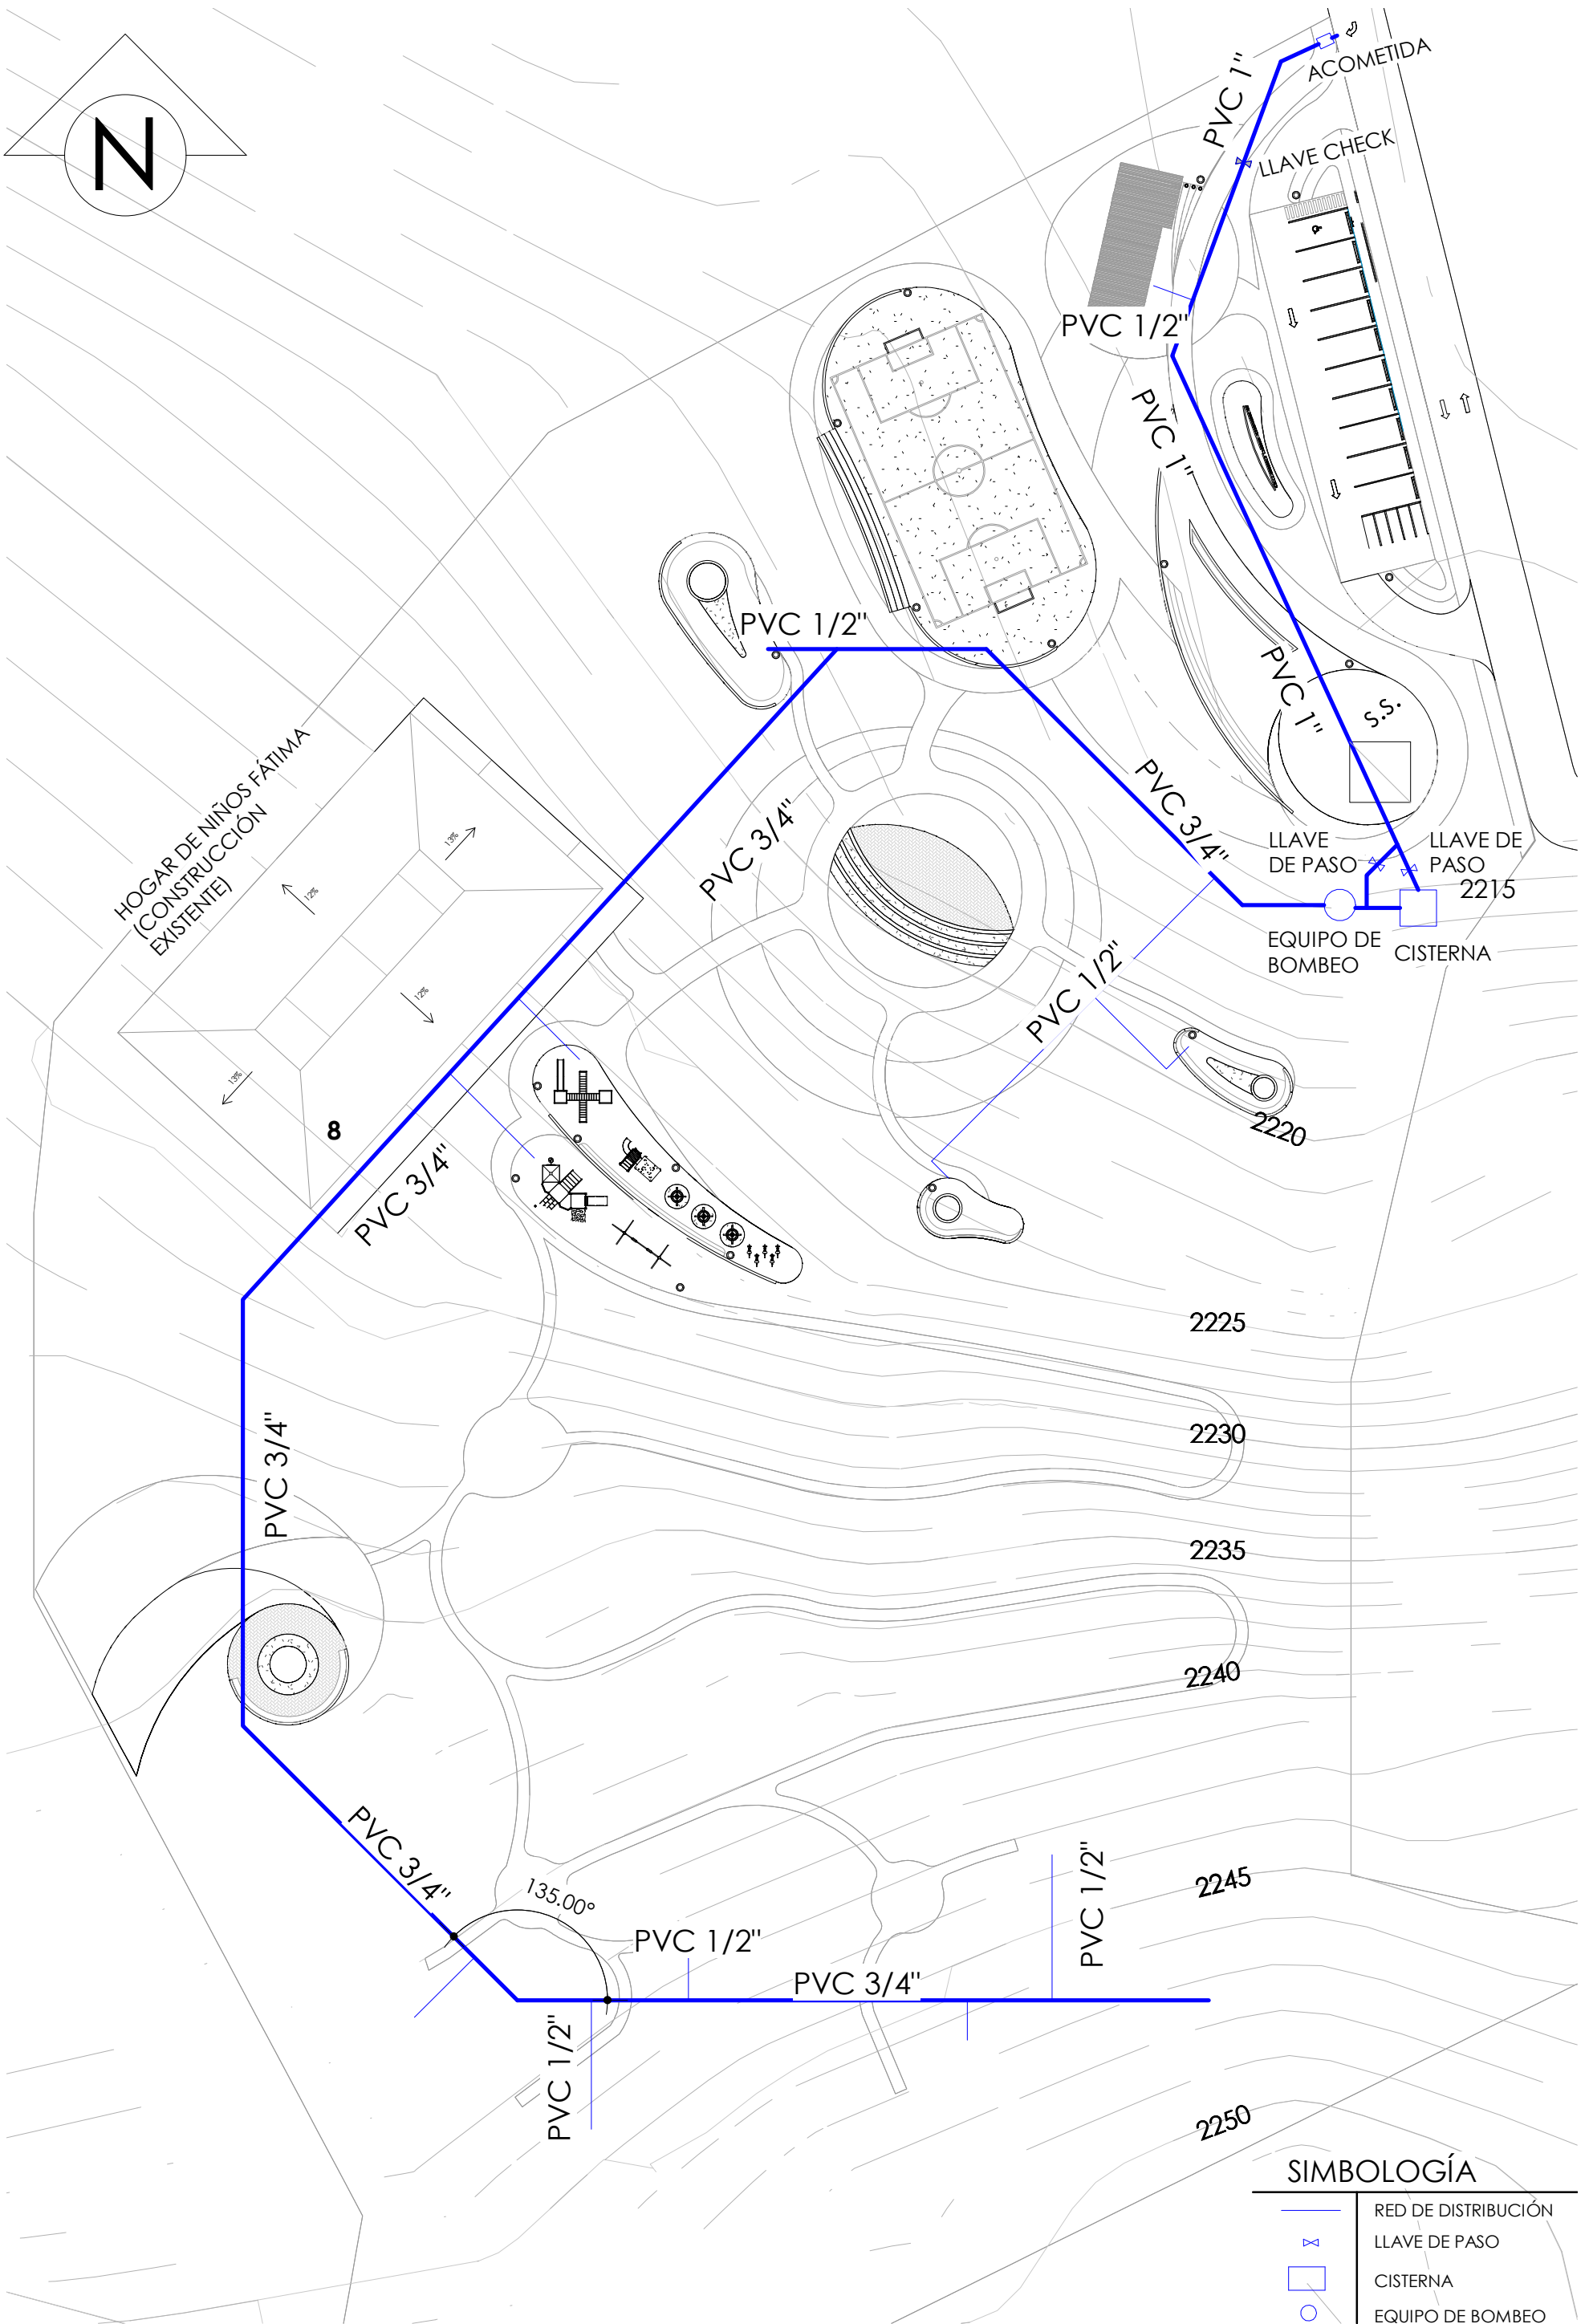 N
ACOMETIDA
PVC 1"
LLAVE CHECK
PVC 1/2"
PVC 1"
PVC 1/2"
PVC 1"
S.S.
HOGAR DE NIÑOS FÁTIMA
(CONSTRUCCIÓN
EXISTENTE)
PVC 3/4"
PVC 3/4"
LLAVE
DE PASO
LLAVE DE
PASO
2215
EQUIPO DE
BOMBEO
CISTERNA
13%
12%
12%
13%
PVC 1/2"
8
2220
PVC 3/4"
2225
PVC 3/4"
2230
2235
2240
PVC 3/4"
135.00°
2245
PVC 1/2"
PVC 1/2"
PVC 3/4"
PVC 1/2"
2250
SIMBOLOGÍA
RED DE DISTRIBUCIÓN
LLAVE DE PASO
CISTERNA
EQUIPO DE BOMBEO